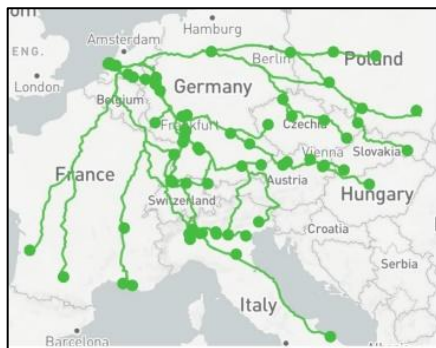 Hamburg
ENG.
Amsterdam
Berlin
Poland
London
Germany
Belgium
Frankfurt
Czechia
Slovakia
Vienna
France
Austria
Hungary
Switzerland
Croatia
Serbia
Italy
Barcelona